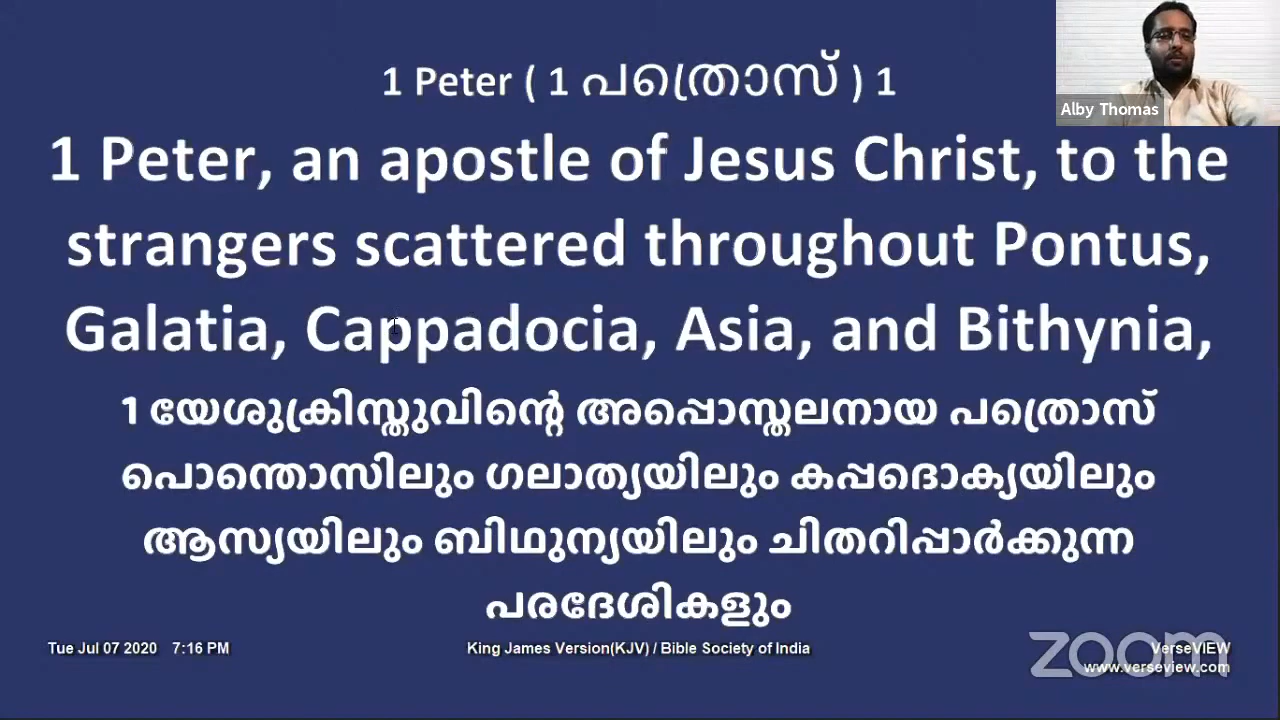 1 Peter ( 1 പത്രൊസ് ) 1
Alby Thomas
1 Peter, an apostle of Jesus Christ, to the
strangers scattered throughout Pontus,
Galatia, Cappadocia, Asia, and Bithynia,
1 യേശുക്രിസ്തുവിന്റെ അപ്പൊസ്തലനായ പത്രൊസ്
പൊന്തൊസിലും ഗലാത്യയിലും കപ്പദൊക്യയിലും
ആസ്യയിലും ബിഥുന്യയിലും ചിതറിപ്പാർക്കുന്ന
പരദേശികളും
Tue Jul 07 2020 7:16 PM
King James Version(KJV) / Bible Society of India
VerseVIEW
www.verseview.com
zoom